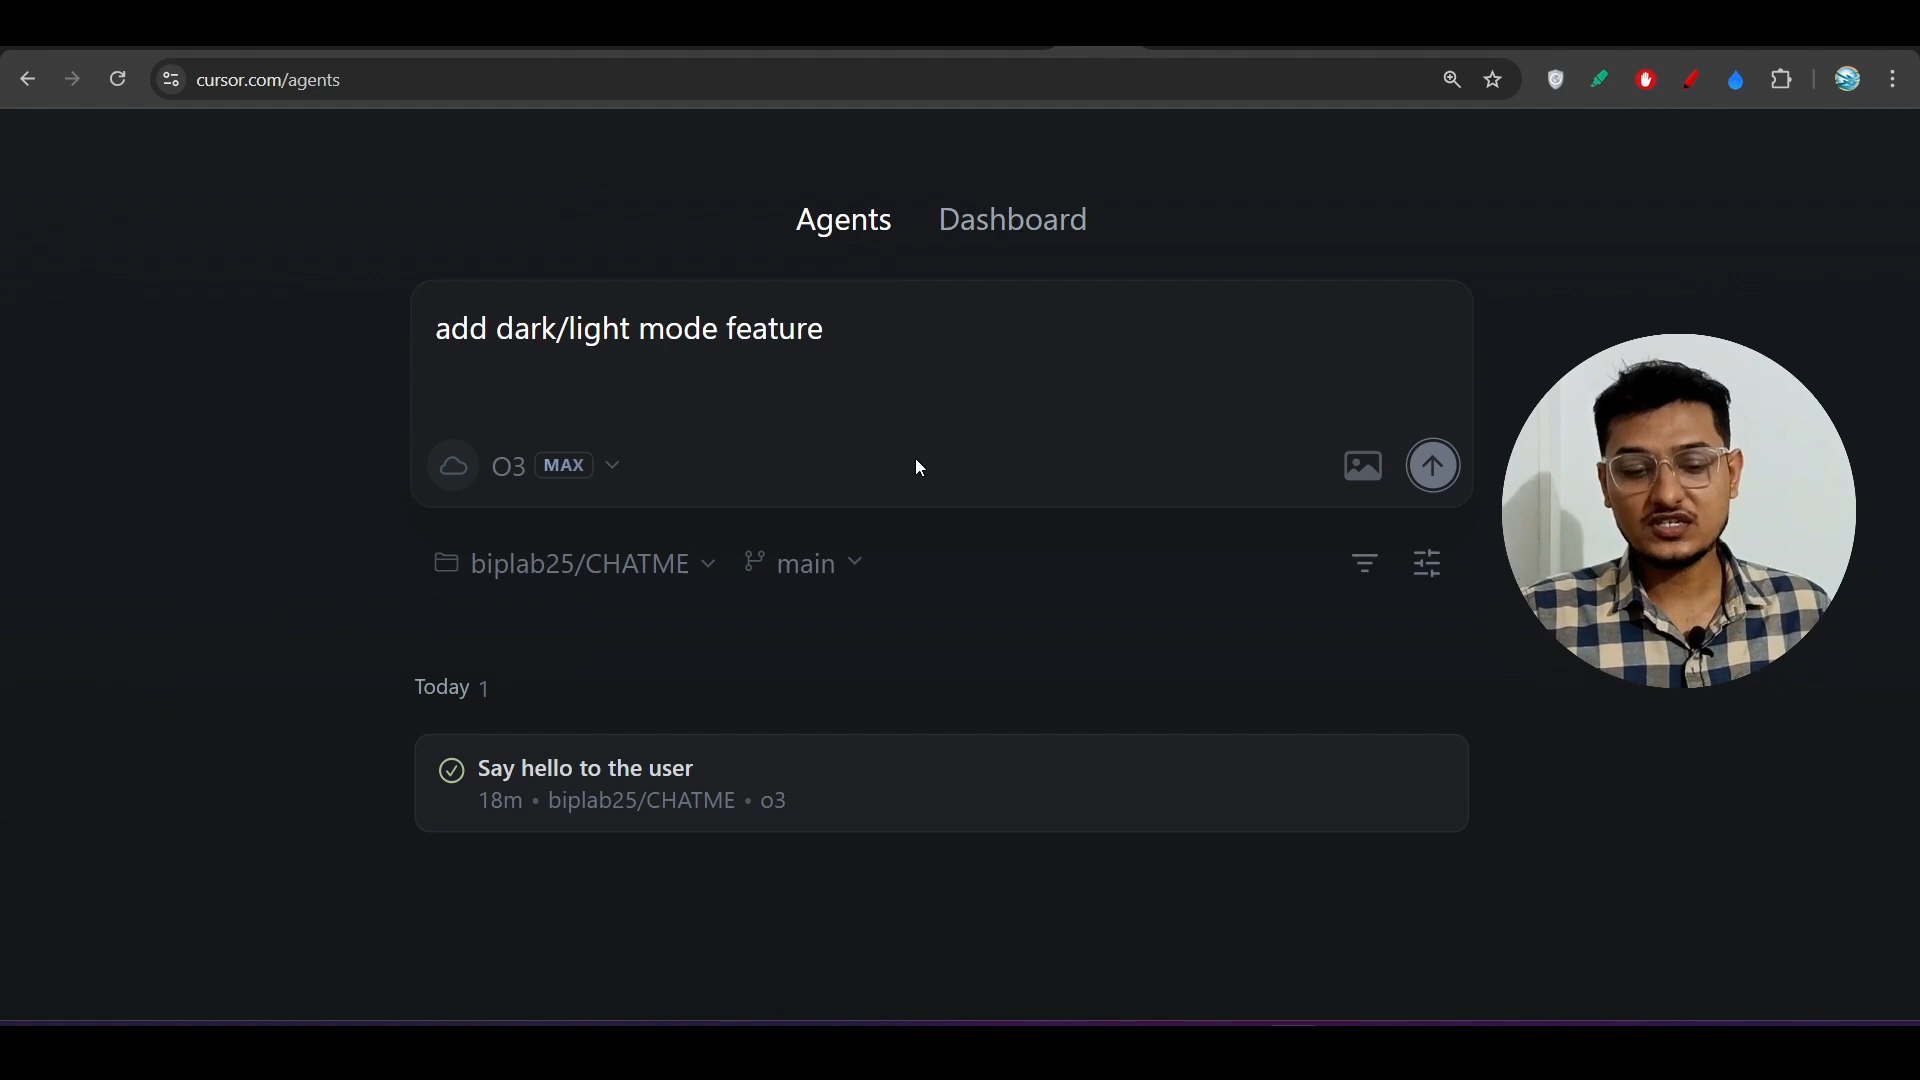 cursor.com/agents
Agents Dashboard
add dark/light mode feature
O3 MAX
biplab25/CHATME main
Today 1
Say hello to the user
18m • biplab25/CHATME • o3